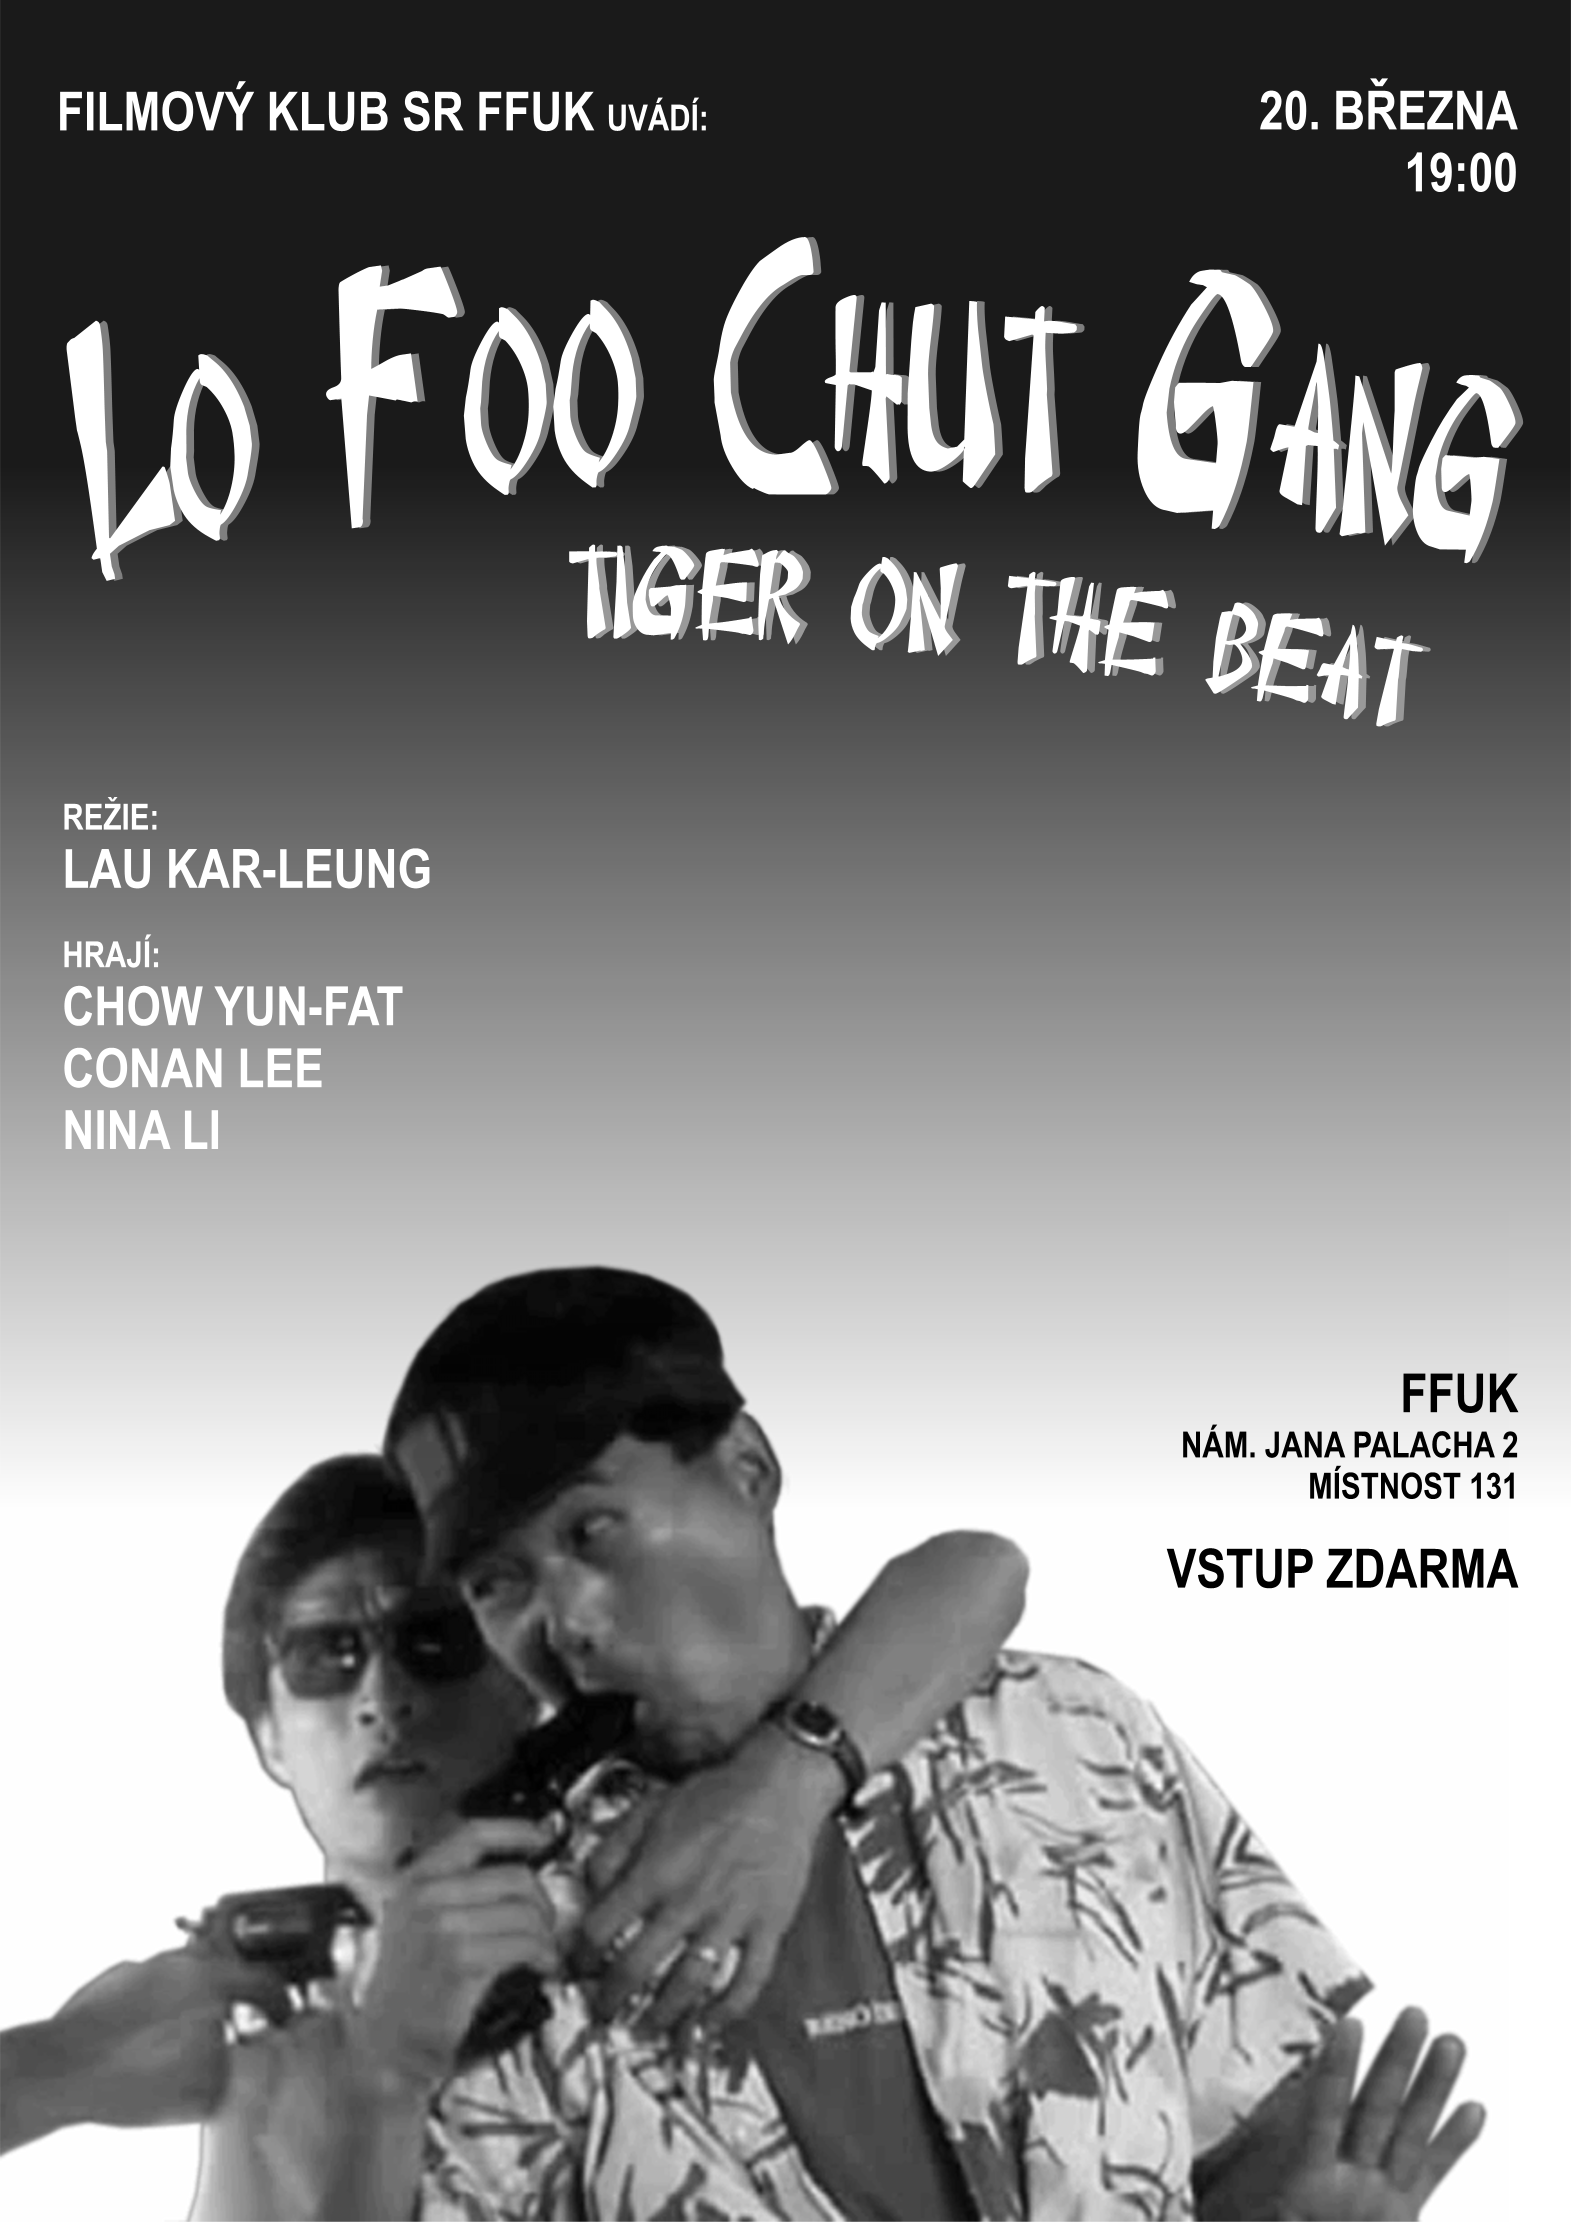 FILMOVÝ KLUB SR FFUK UVÁDÍ:
20. BŘEZNA
19:00
LO FOO CHUT GANG
TIGER ON THE BEAT
REŽIE:
LAU KAR-LEUNG
HRAJÍ:
CHOW YUN-FAT
CONAN LEE
NINA LI
FFUK
NÁM. JANA PALACHA 2
MÍSTNOST 131
VSTUP ZDARMA